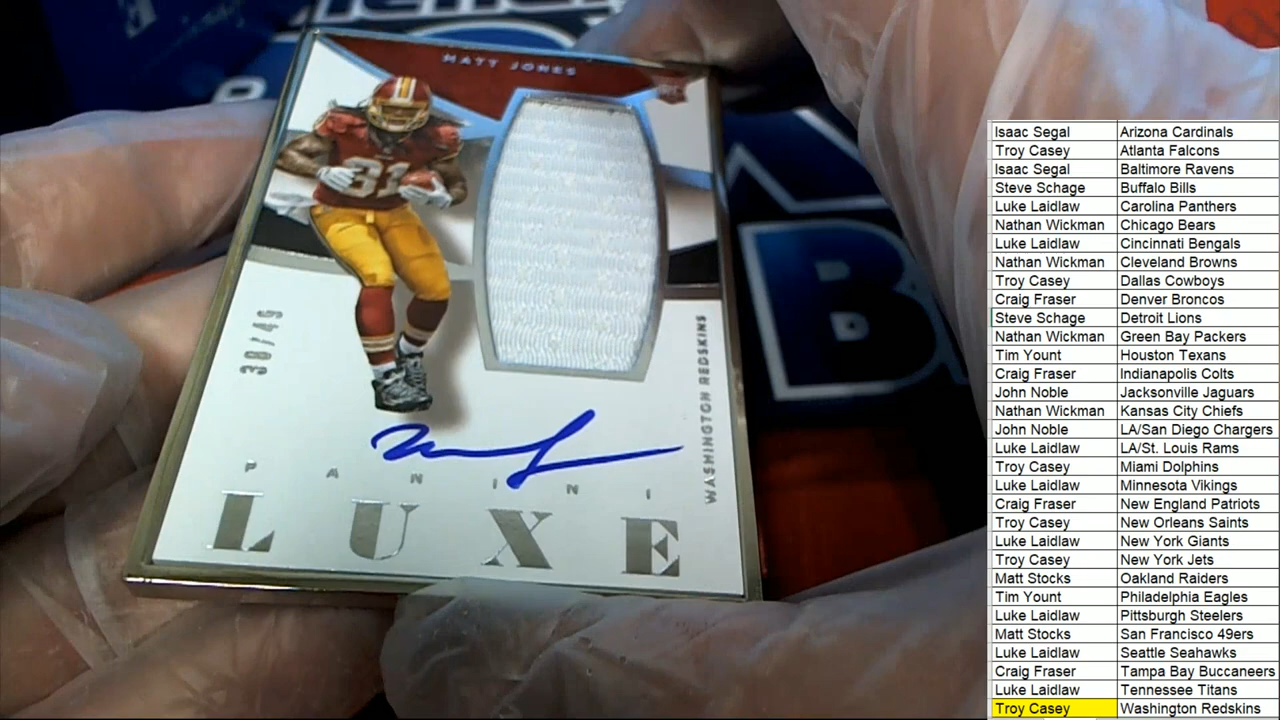 MATT JONES
RC
31
38/49
WASHINGTON REDSKINS
PANINI
LUXE
B
Isaac Segal Arizona Cardinals
Troy Casey Atlanta Falcons
Isaac Segal Baltimore Ravens
Steve Schage Buffalo Bills
Luke Laidlaw Carolina Panthers
Nathan Wickman Chicago Bears
Luke Laidlaw Cincinnati Bengals
Nathan Wickman Cleveland Browns
Troy Casey Dallas Cowboys
Craig Fraser Denver Broncos
Steve Schage Detroit Lions
Nathan Wickman Green Bay Packers
Tim Yount Houston Texans
Craig Fraser Indianapolis Colts
John Noble Jacksonville Jaguars
Nathan Wickman Kansas City Chiefs
John Noble LA/San Diego Chargers
Luke Laidlaw LA/St. Louis Rams
Troy Casey Miami Dolphins
Luke Laidlaw Minnesota Vikings
Craig Fraser New England Patriots
Troy Casey New Orleans Saints
Luke Laidlaw New York Giants
Troy Casey New York Jets
Matt Stocks Oakland Raiders
Tim Yount Philadelphia Eagles
Luke Laidlaw Pittsburgh Steelers
Matt Stocks San Francisco 49ers
Luke Laidlaw Seattle Seahawks
Craig Fraser Tampa Bay Buccaneers
Luke Laidlaw Tennessee Titans
Troy Casey Washington Redskins